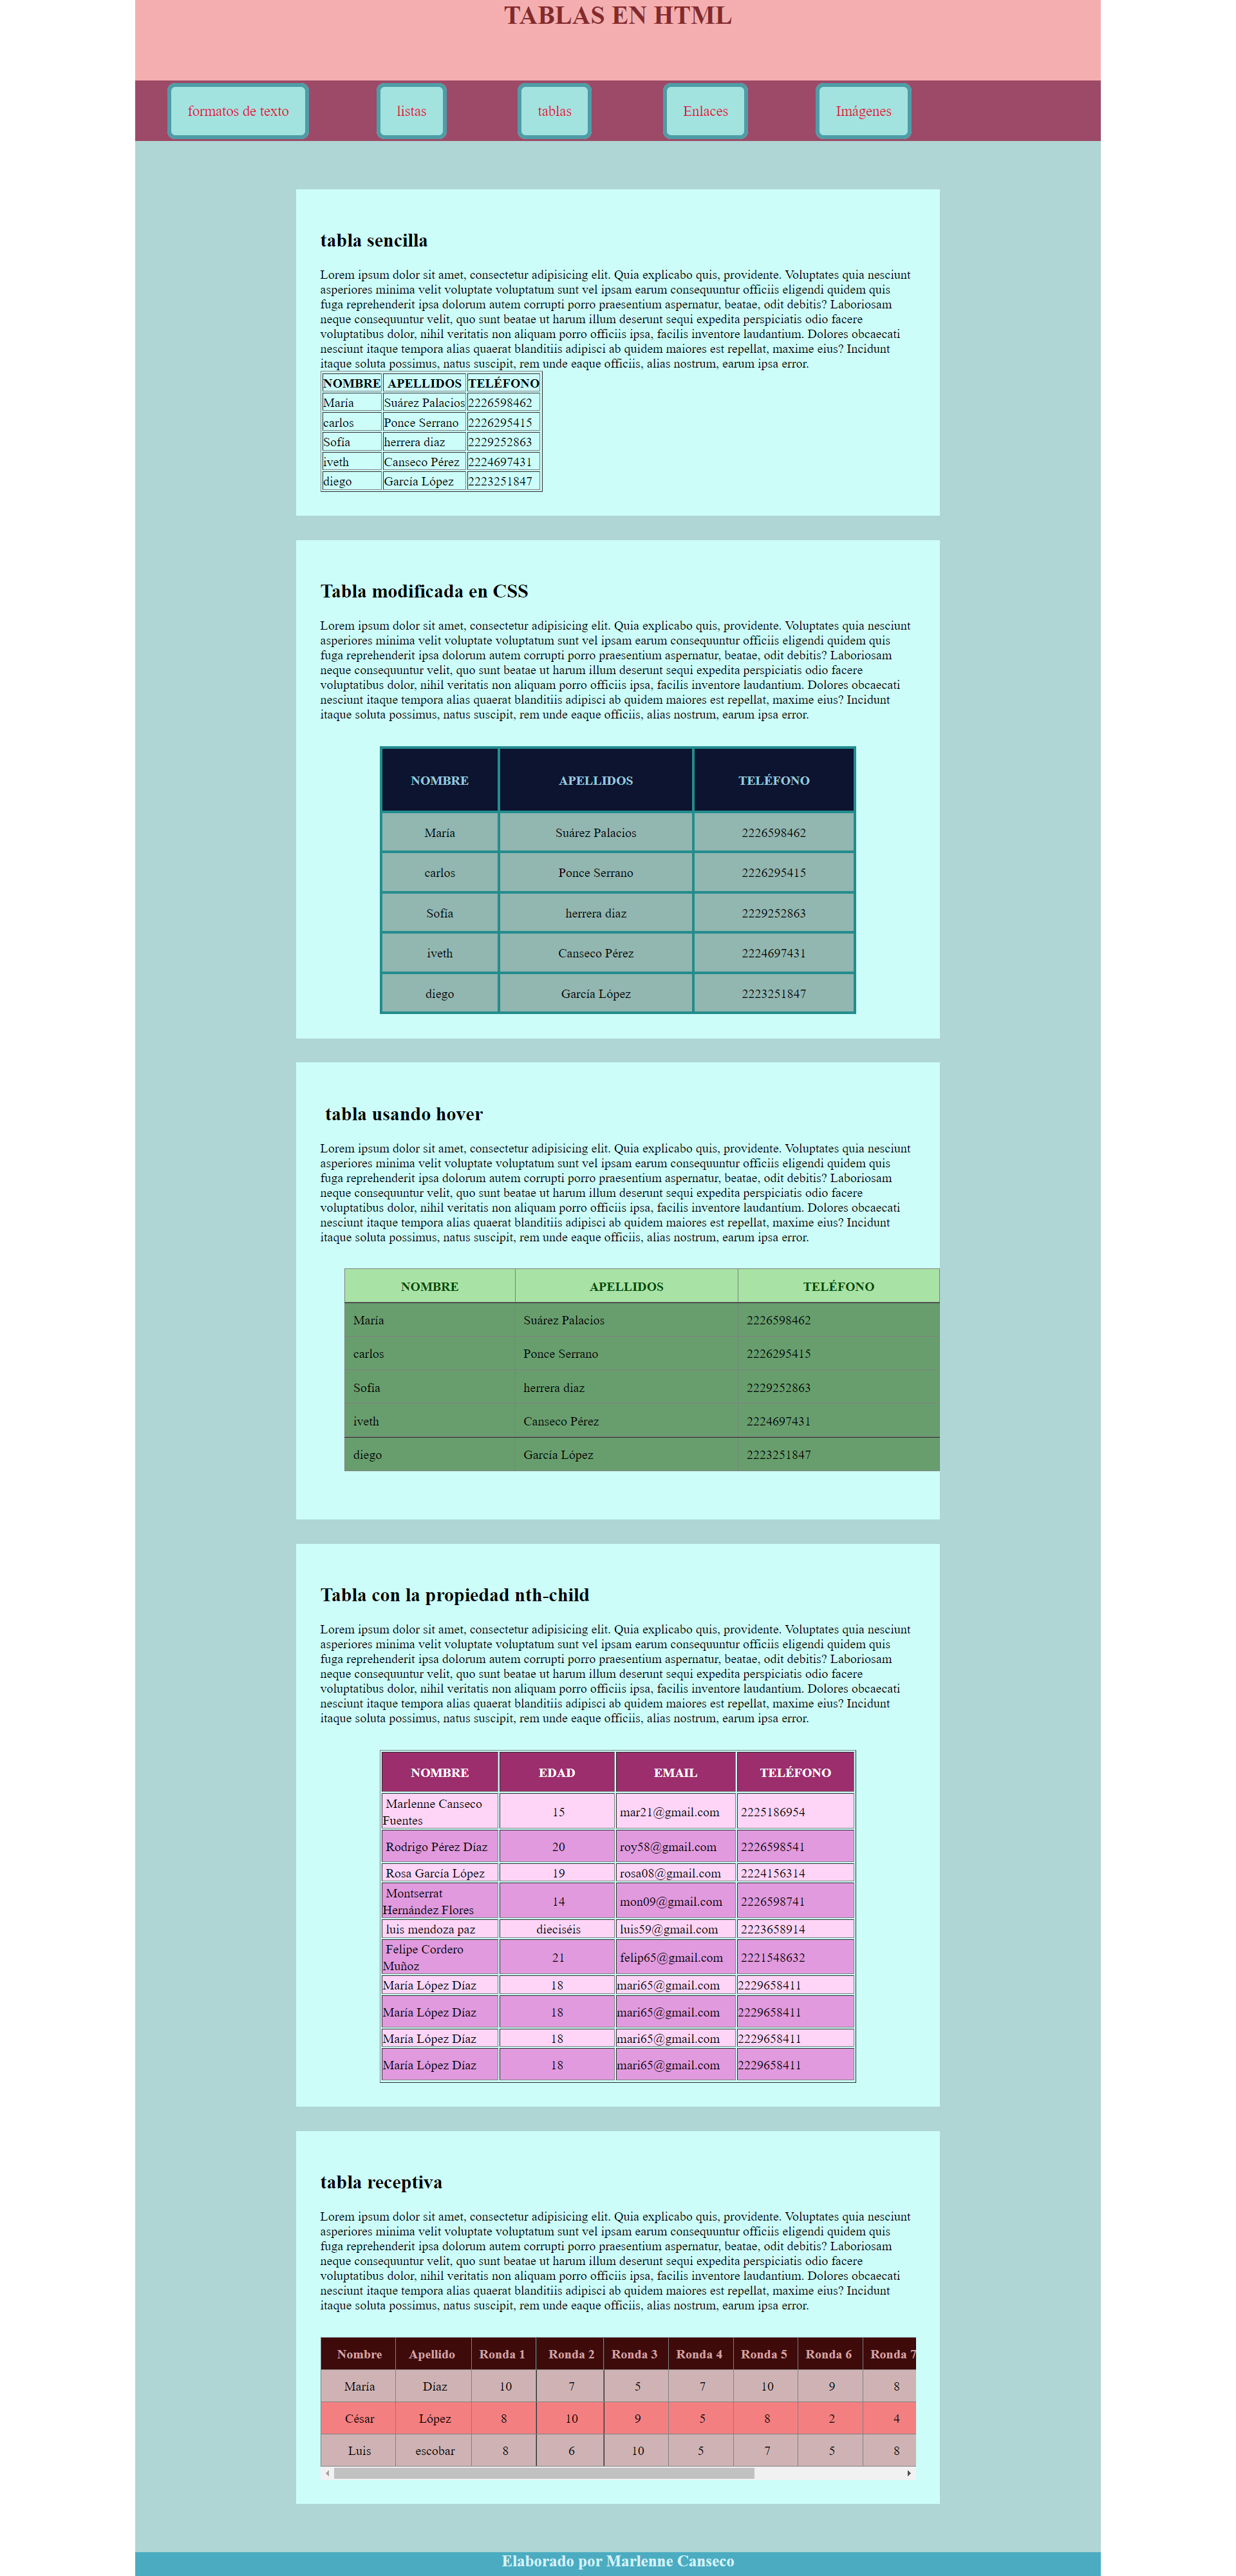 TABLAS EN HTML
formatos de texto listas tablas Enlaces Imágenes
tabla sencilla
Lorem ipsum dolor sit amet, consectetur adipisicing elit. Quia explicabo quis, providente. Voluptates quia nesciunt
asperiores minima velit voluptate voluptatum sunt vel ipsam earum consequuntur officiis eligendi quidem quis
fuga reprehenderit ipsa dolorum autem corrupti porro praesentium aspernatur, beatae, odit debitis? Laboriosam
neque consequuntur velit, quo sunt beatae ut harum illum deserunt sequi expedita perspiciatis odio facere
voluptatibus dolor, nihil veritatis non aliquam porro officiis ipsa, facilis inventore laudantium. Dolores obcaecati
nesciunt itaque tempora alias quaerat blanditiis adipisci ab quidem maiores est repellat, maxime eius? Incidunt
itaque soluta possimus, natus suscipit, rem unde eaque officiis, alias nostrum, earum ipsa error.
NOMBRE APELLIDOS TELÉFONO
María Suárez Palacios 2226598462
carlos Ponce Serrano 2226295415
Sofía herrera diaz 2229252863
iveth Canseco Pérez 2224697431
diego García López 2223251847
Tabla modificada en CSS
Lorem ipsum dolor sit amet, consectetur adipisicing elit. Quia explicabo quis, providente. Voluptates quia nesciunt
asperiores minima velit voluptate voluptatum sunt vel ipsam earum consequuntur officiis eligendi quidem quis
fuga reprehenderit ipsa dolorum autem corrupti porro praesentium aspernatur, beatae, odit debitis? Laboriosam
neque consequuntur velit, quo sunt beatae ut harum illum deserunt sequi expedita perspiciatis odio facere
voluptatibus dolor, nihil veritatis non aliquam porro officiis ipsa, facilis inventore laudantium. Dolores obcaecati
nesciunt itaque tempora alias quaerat blanditiis adipisci ab quidem maiores est repellat, maxime eius? Incidunt
itaque soluta possimus, natus suscipit, rem unde eaque officiis, alias nostrum, earum ipsa error.
NOMBRE APELLIDOS TELÉFONO
María Suárez Palacios 2226598462
carlos Ponce Serrano 2226295415
Sofía herrera diaz 2229252863
iveth Canseco Pérez 2224697431
diego García López 2223251847
tabla usando hover
Lorem ipsum dolor sit amet, consectetur adipisicing elit. Quia explicabo quis, providente. Voluptates quia nesciunt
asperiores minima velit voluptate voluptatum sunt vel ipsam earum consequuntur officiis eligendi quidem quis
fuga reprehenderit ipsa dolorum autem corrupti porro praesentium aspernatur, beatae, odit debitis? Laboriosam
neque consequuntur velit, quo sunt beatae ut harum illum deserunt sequi expedita perspiciatis odio facere
voluptatibus dolor, nihil veritatis non aliquam porro officiis ipsa, facilis inventore laudantium. Dolores obcaecati
nesciunt itaque tempora alias quaerat blanditiis adipisci ab quidem maiores est repellat, maxime eius? Incidunt
itaque soluta possimus, natus suscipit, rem unde eaque officiis, alias nostrum, earum ipsa error.
NOMBRE APELLIDOS TELÉFONO
María Suárez Palacios 2226598462
carlos Ponce Serrano 2226295415
Sofía herrera diaz 2229252863
iveth Canseco Pérez 2224697431
diego García López 2223251847
Tabla con la propiedad nth-child
Lorem ipsum dolor sit amet, consectetur adipisicing elit. Quia explicabo quis, providente. Voluptates quia nesciunt
asperiores minima velit voluptate voluptatum sunt vel ipsam earum consequuntur officiis eligendi quidem quis
fuga reprehenderit ipsa dolorum autem corrupti porro praesentium aspernatur, beatae, odit debitis? Laboriosam
neque consequuntur velit, quo sunt beatae ut harum illum deserunt sequi expedita perspiciatis odio facere
voluptatibus dolor, nihil veritatis non aliquam porro officiis ipsa, facilis inventore laudantium. Dolores obcaecati
nesciunt itaque tempora alias quaerat blanditiis adipisci ab quidem maiores est repellat, maxime eius? Incidunt
itaque soluta possimus, natus suscipit, rem unde eaque officiis, alias nostrum, earum ipsa error.
NOMBRE EDAD EMAIL TELÉFONO
Marlenne Canseco
Fuentes 15 mar21@gmail.com 2225186954
Rodrigo Pérez Díaz 20 roy58@gmail.com 2226598541
Rosa García López 19 rosa08@gmail.com 2224156314
Montserrat
Hernández Flores 14 mon09@gmail.com 2226598741
luis mendoza paz dieciséis luis59@gmail.com 2223658914
Felipe Cordero
Muñoz 21 felip65@gmail.com 2221548632
María López Díaz 18 mari65@gmail.com 2229658411
María López Díaz 18 mari65@gmail.com 2229658411
María López Díaz 18 mari65@gmail.com 2229658411
María López Díaz 18 mari65@gmail.com 2229658411
tabla receptiva
Lorem ipsum dolor sit amet, consectetur adipisicing elit. Quia explicabo quis, providente. Voluptates quia nesciunt
asperiores minima velit voluptate voluptatum sunt vel ipsam earum consequuntur officiis eligendi quidem quis
fuga reprehenderit ipsa dolorum autem corrupti porro praesentium aspernatur, beatae, odit debitis? Laboriosam
neque consequuntur velit, quo sunt beatae ut harum illum deserunt sequi expedita perspiciatis odio facere
voluptatibus dolor, nihil veritatis non aliquam porro officiis ipsa, facilis inventore laudantium. Dolores obcaecati
nesciunt itaque tempora alias quaerat blanditiis adipisci ab quidem maiores est repellat, maxime eius? Incidunt
itaque soluta possimus, natus suscipit, rem unde eaque officiis, alias nostrum, earum ipsa error.
Nombre Apellido Ronda 1 Ronda 2 Ronda 3 Ronda 4 Ronda 5 Ronda 6 Ronda 7
María Díaz 10 7 5 7 10 9 8
César López 8 10 9 5 8 2 4
Luis escobar 8 6 10 5 7 5 8
Elaborado por Marlenne Canseco